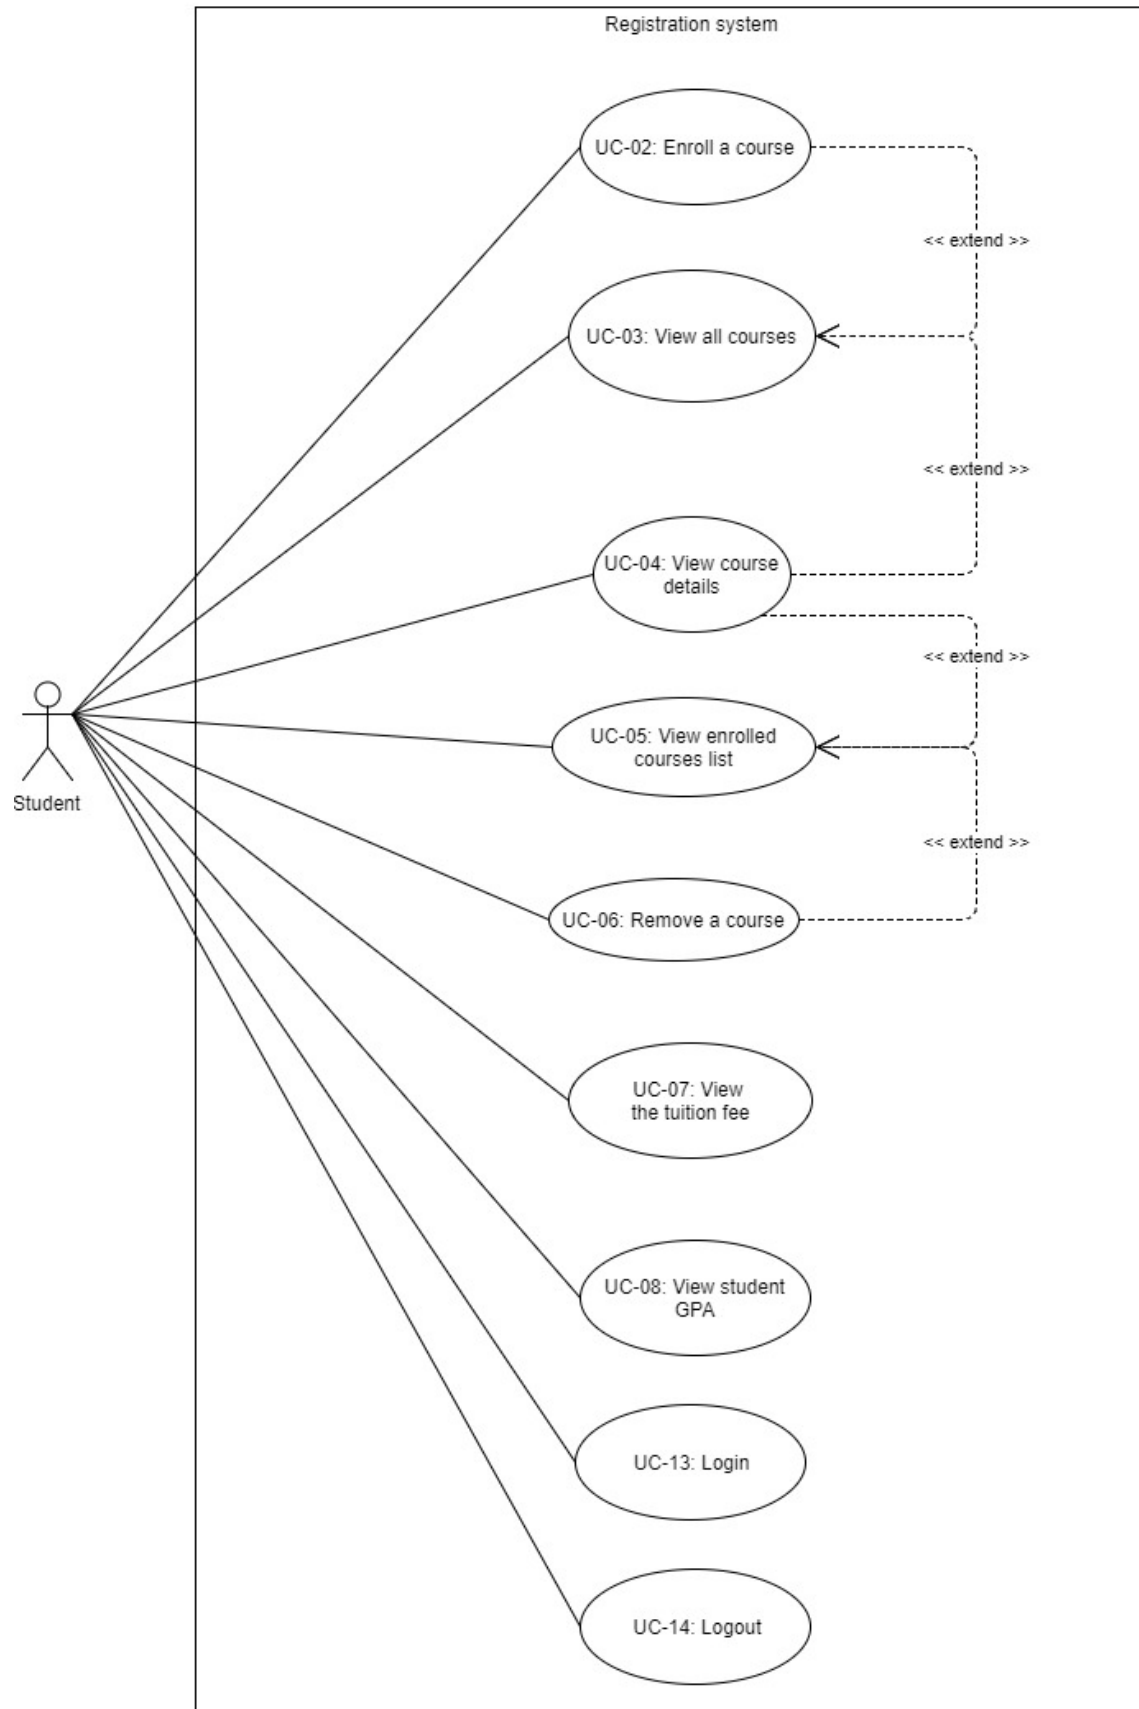 Registration system
UC-02: Enroll a course
<< extend >>
UC-03: View all courses
<< extend >>
UC-04: View course
details
<< extend >>
UC-05: View enrolled
courses list
Student
<< extend >>
UC-06: Remove a course
UC-07: View
the tuition fee
UC-08: View student
GPA
UC-13: Login
UC-14: Logout